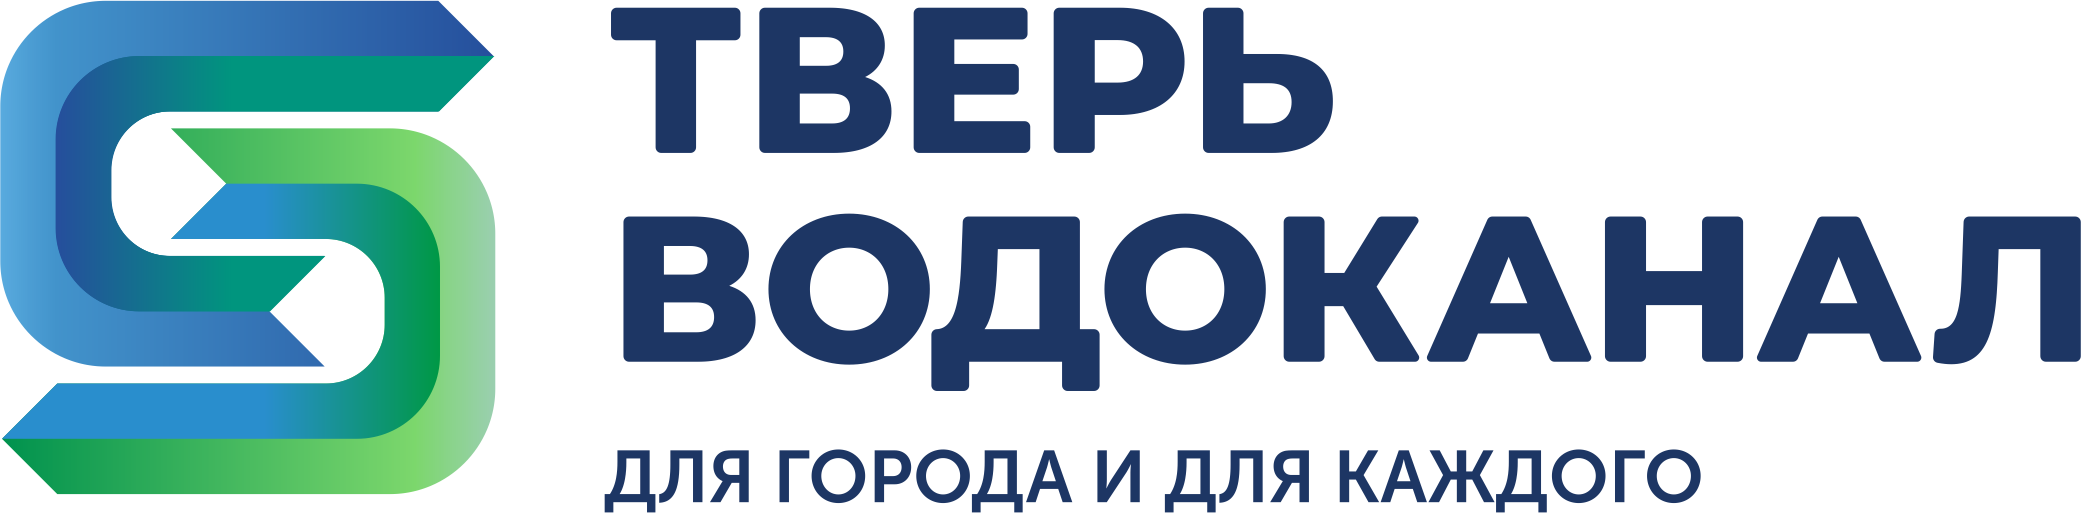 ТВЕРЬ
ВОДОКАНАЛ
ДЛЯ ГОРОДА И ДЛЯ КАЖДОГО